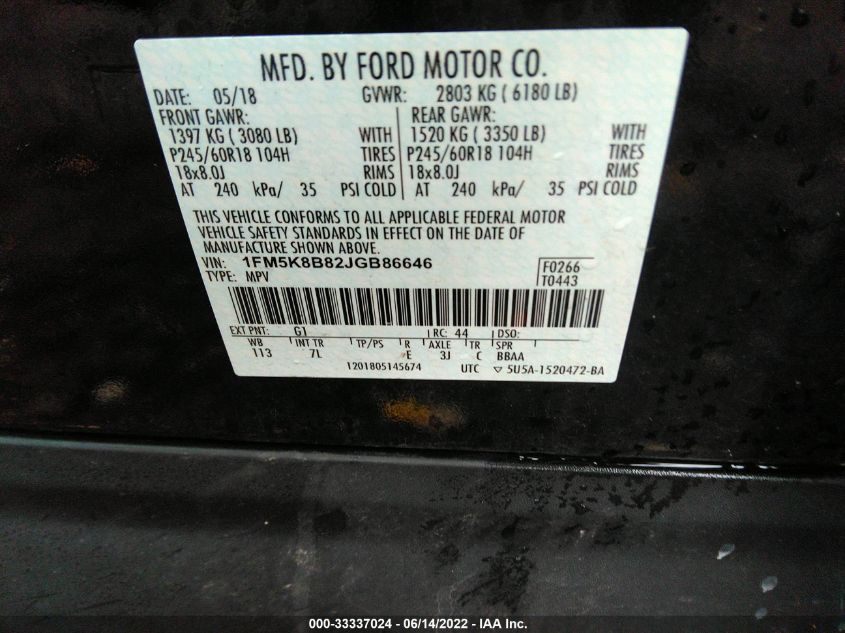 MFD. BY FORD MOTOR CO.
DATE: 05/18 GVWR: 2803 KG ( 6180 LB)
FRONT GAWR: REAR GAWR:
1397 KG ( 3080 LB) WITH 1520 KG ( 3350 LB) WITH
P245/60R18 104H TIRES P245/60R18 104H TIRES
18x8.0J RIMS 18x8.0J RIMS
AT 240 kPa/ 35 PSI COLD AT 240 kPa/ 35 PSI COLD
THIS VEHICLE CONFORMS TO ALL APPLICABLE FEDERAL MOTOR
VEHICLE SAFETY STANDARDS IN EFFECT ON THE DATE OF
MANUFACTURE SHOWN ABOVE.
VIN: 1FM5K8B82JGB86646 F0266
TYPE: MPV T0443
EXT PNT: G1 RC: 44 DSO:
WB INT TR TP/PS R AXLE TR SPR
113 7L E 3J C BBAA
1201805145674 UTC ▽ 5U5A-1520472-BA
000-33337024 - 06/14/2022 - IAA Inc.